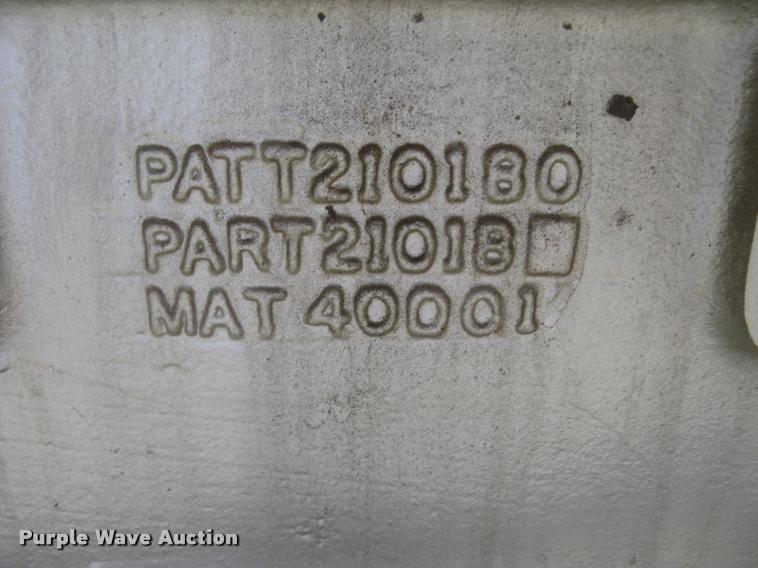 PATT210180
PART21018□
MAT 40001
Purple Wave Auction